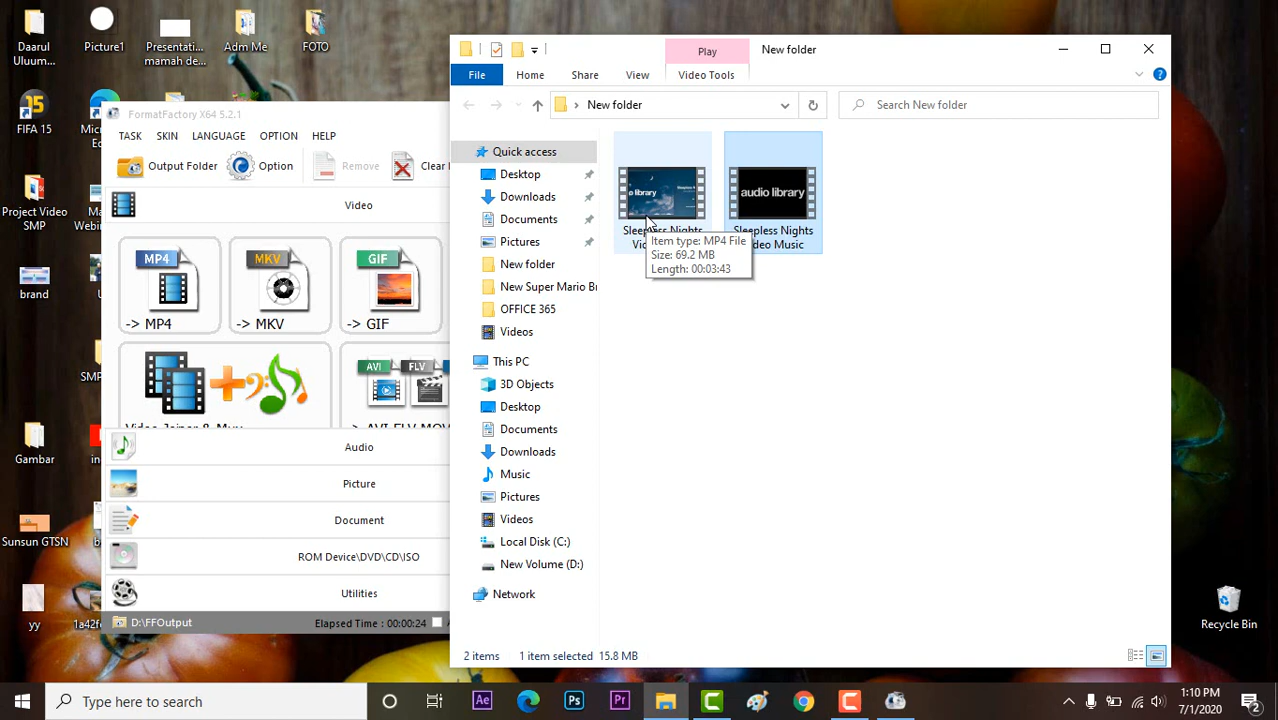 Daarul
Uluum...
Picture1
Presentati...
mamah de...
Adm Me
FOTO
FIFA 15
Project Video
SMP
brand
Gambar
Sunsun GTSN
yy
Recycle Bin
FormatFactory X64 5.2.1
TASK SKIN LANGUAGE OPTION HELP
Output Folder Option Remove Clear
Video
MP4 MKV GIF
-> MP4 -> MKV -> GIF
AVI FLV
Audio
Picture
Document
ROM Device\DVD\CD\ISO
Utilities
D:\FFOutput Elapsed Time : 00:00:24
Play New folder
File Home Share View Video Tools
New folder Search New folder
Quick access
Desktop
Downloads
Documents
Pictures
New folder
New Super Mario Br
OFFICE 365
Videos
This PC
3D Objects
Desktop
Documents
Downloads
Music
Pictures
Videos
Local Disk (C:)
New Volume (D:)
Network
audio library
Sleepless Nights
Sleepless Nights
Music
Item type: MP4 File
Size: 69.2 MB
Length: 00:03:43
2 items 1 item selected 15.8 MB
Type here to search
Ae Ps Pr
1:10 PM
7/1/2020
2